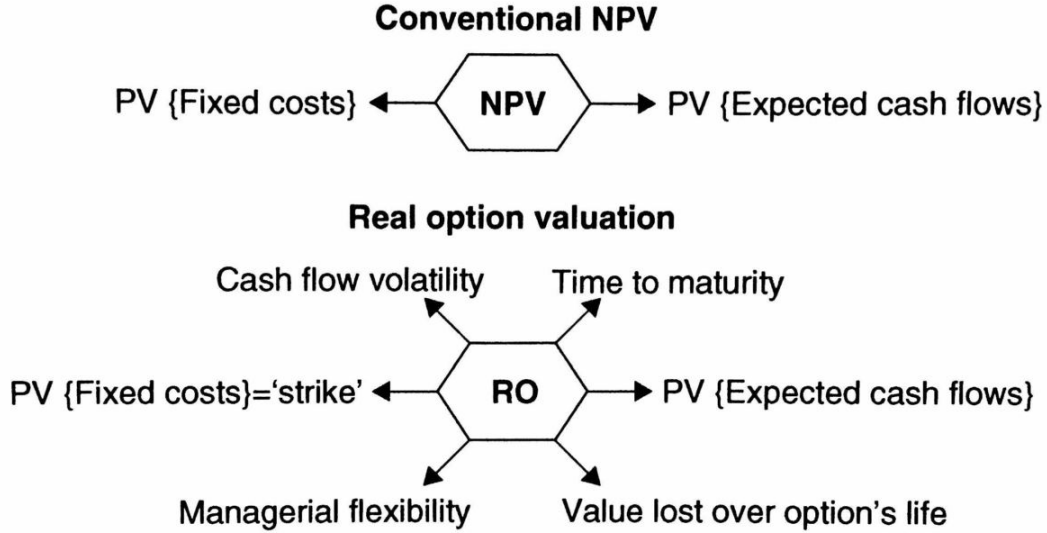 Conventional NPV
PV {Fixed costs} NPV PV {Expected cash flows}
Real option valuation
Cash flow volatility Time to maturity
PV {Fixed costs}=‘strike’ RO PV {Expected cash flows}
Managerial flexibility Value lost over option’s life